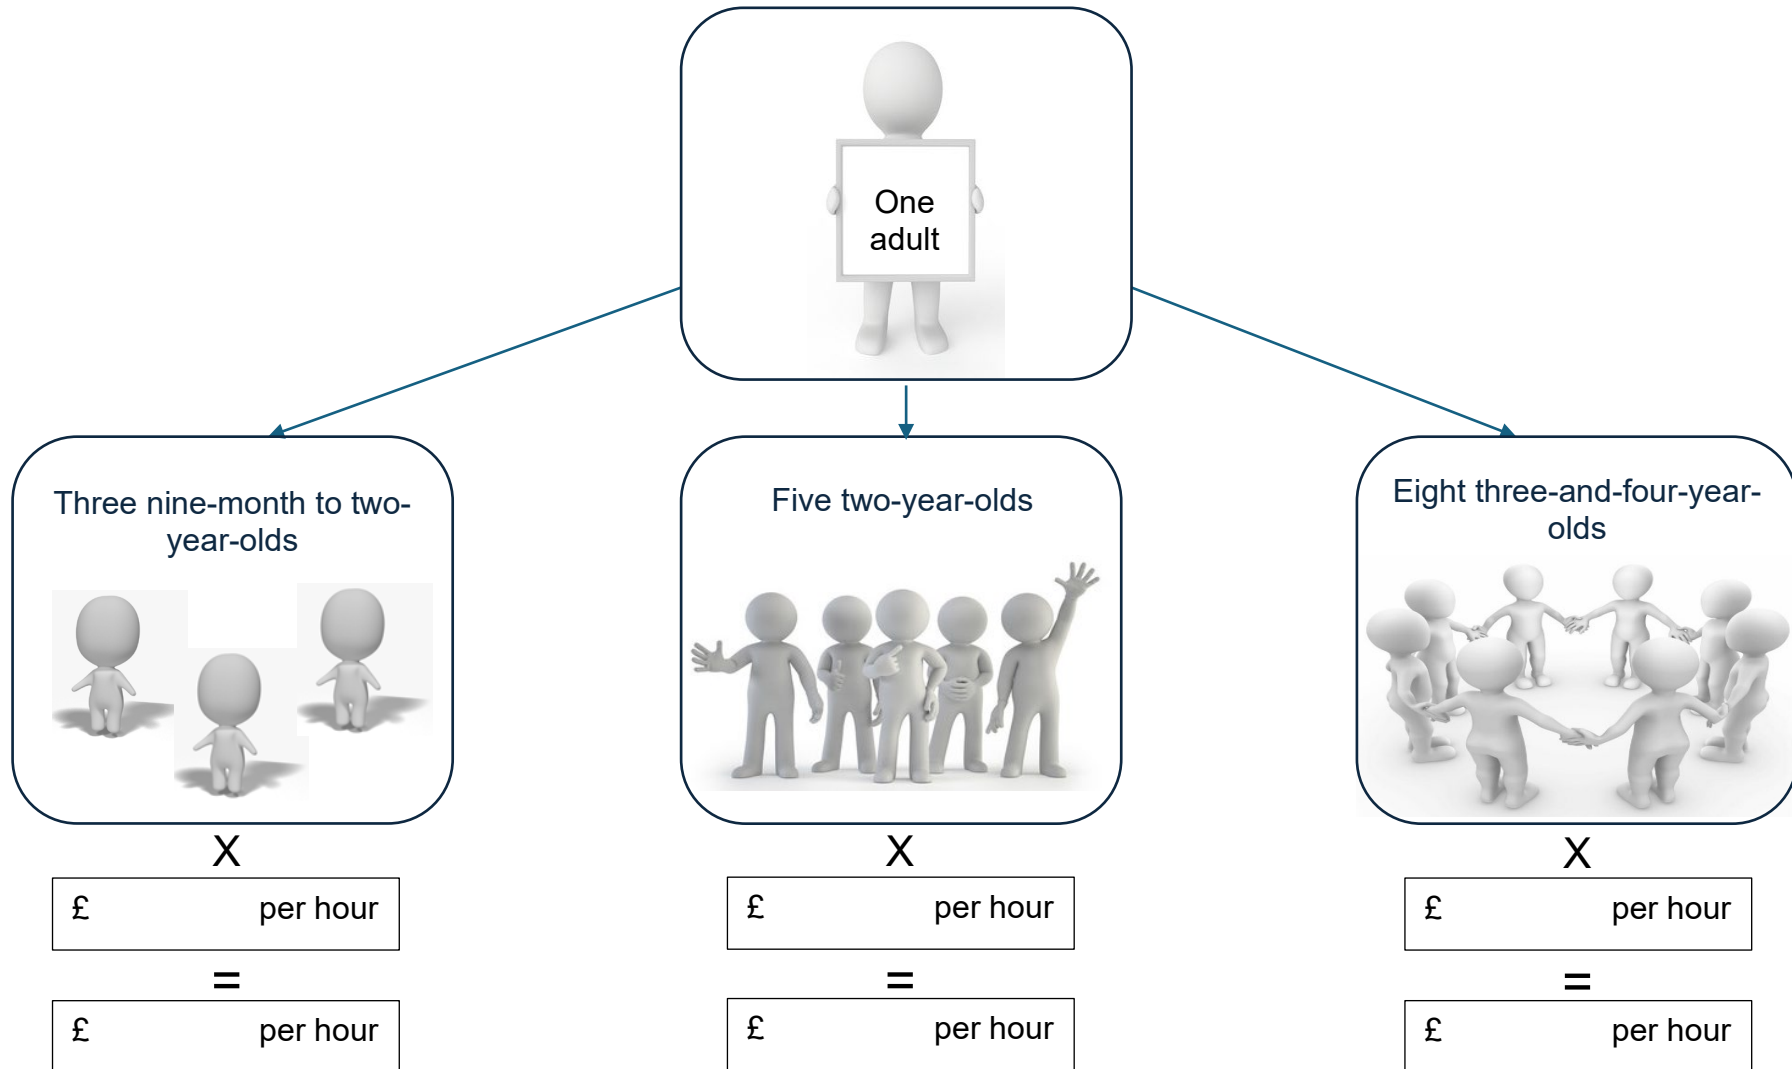 One
adult
Three nine-month to two-
year-olds
Five two-year-olds
Eight three-and-four-year-
olds
X
X
X
£ per hour
£ per hour
£ per hour
=
=
=
£ per hour
£ per hour
£ per hour